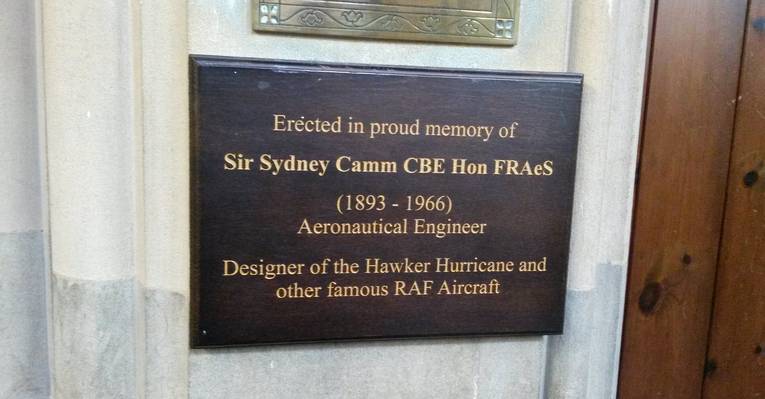 Erected in proud memory of
Sir Sydney Camm CBE Hon FRAeS
(1893 - 1966)
Aeronautical Engineer
Designer of the Hawker Hurricane and
other famous RAF Aircraft